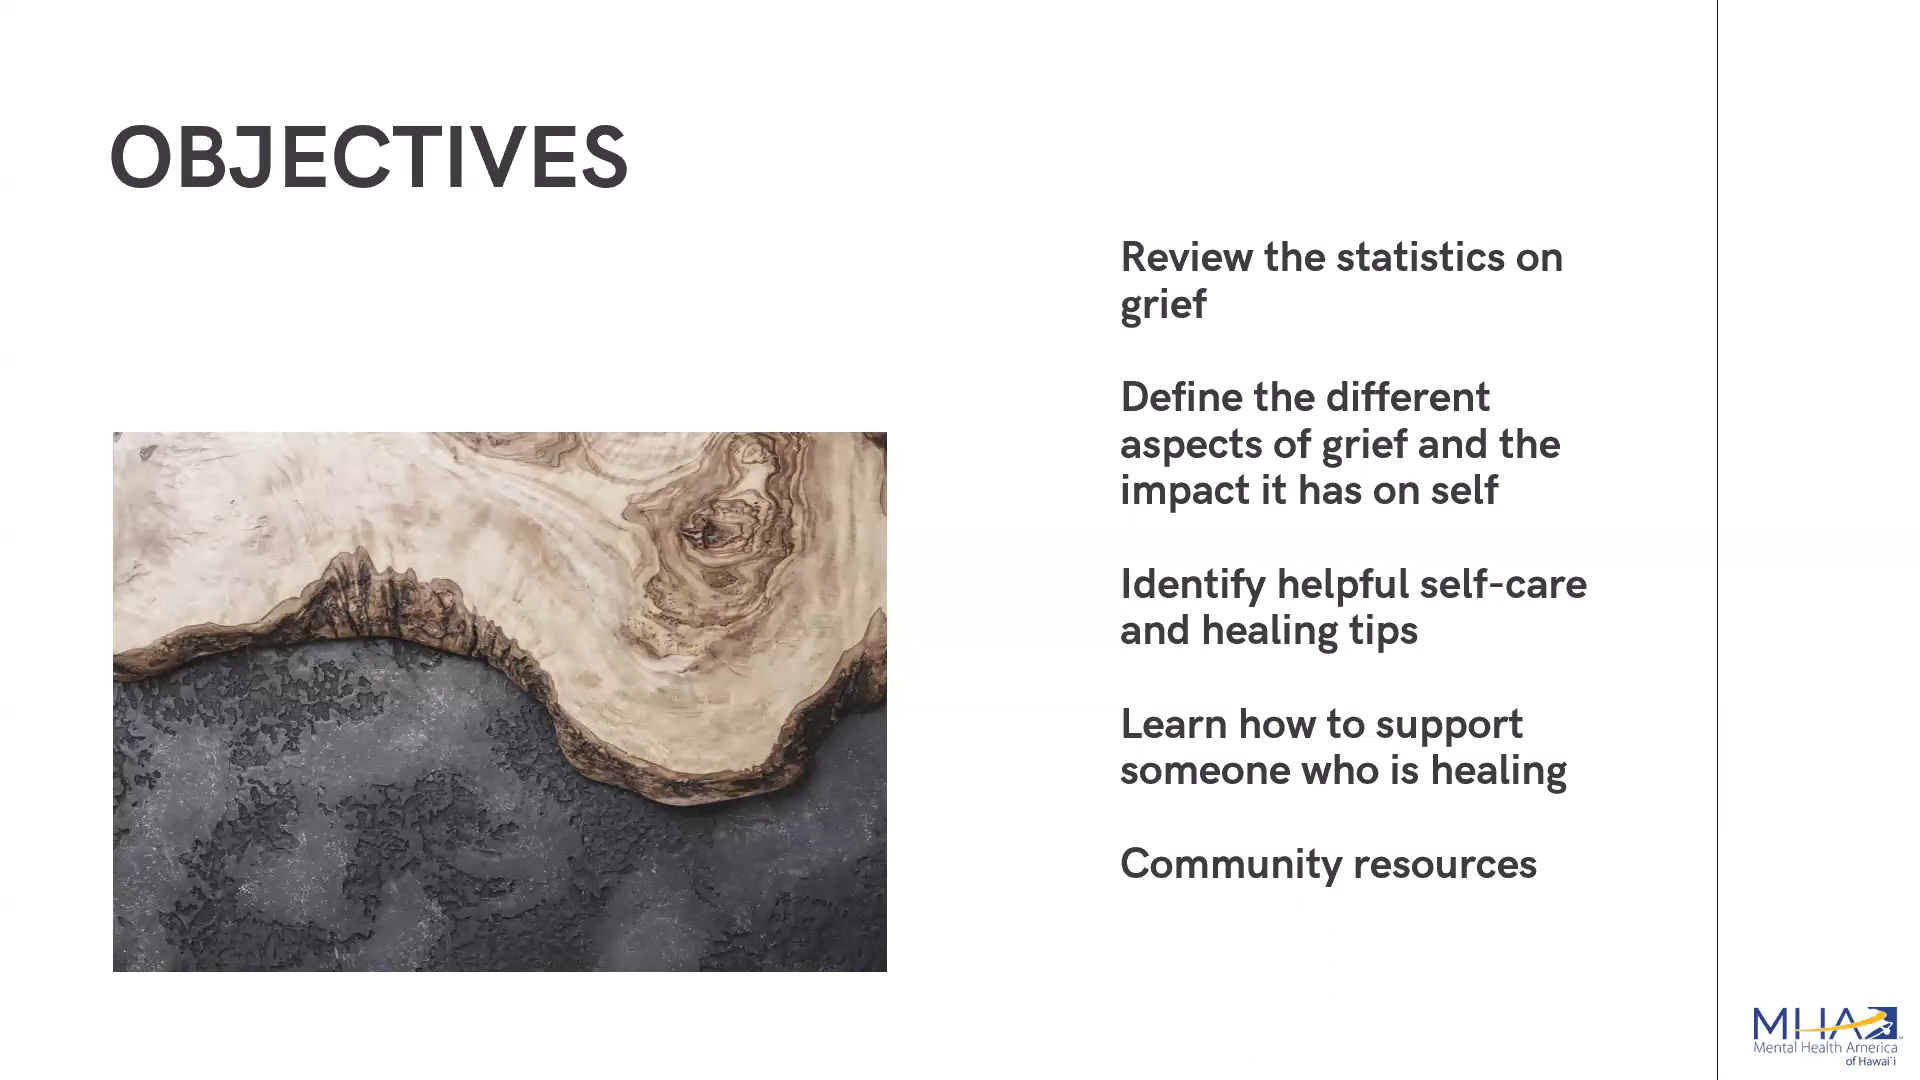 OBJECTIVES
Review the statistics on
grief
Define the different
aspects of grief and the
impact it has on self
Identify helpful self-care
and healing tips
Learn how to support
someone who is healing
Community resources
MHA
Mental Health America
of Hawai`i